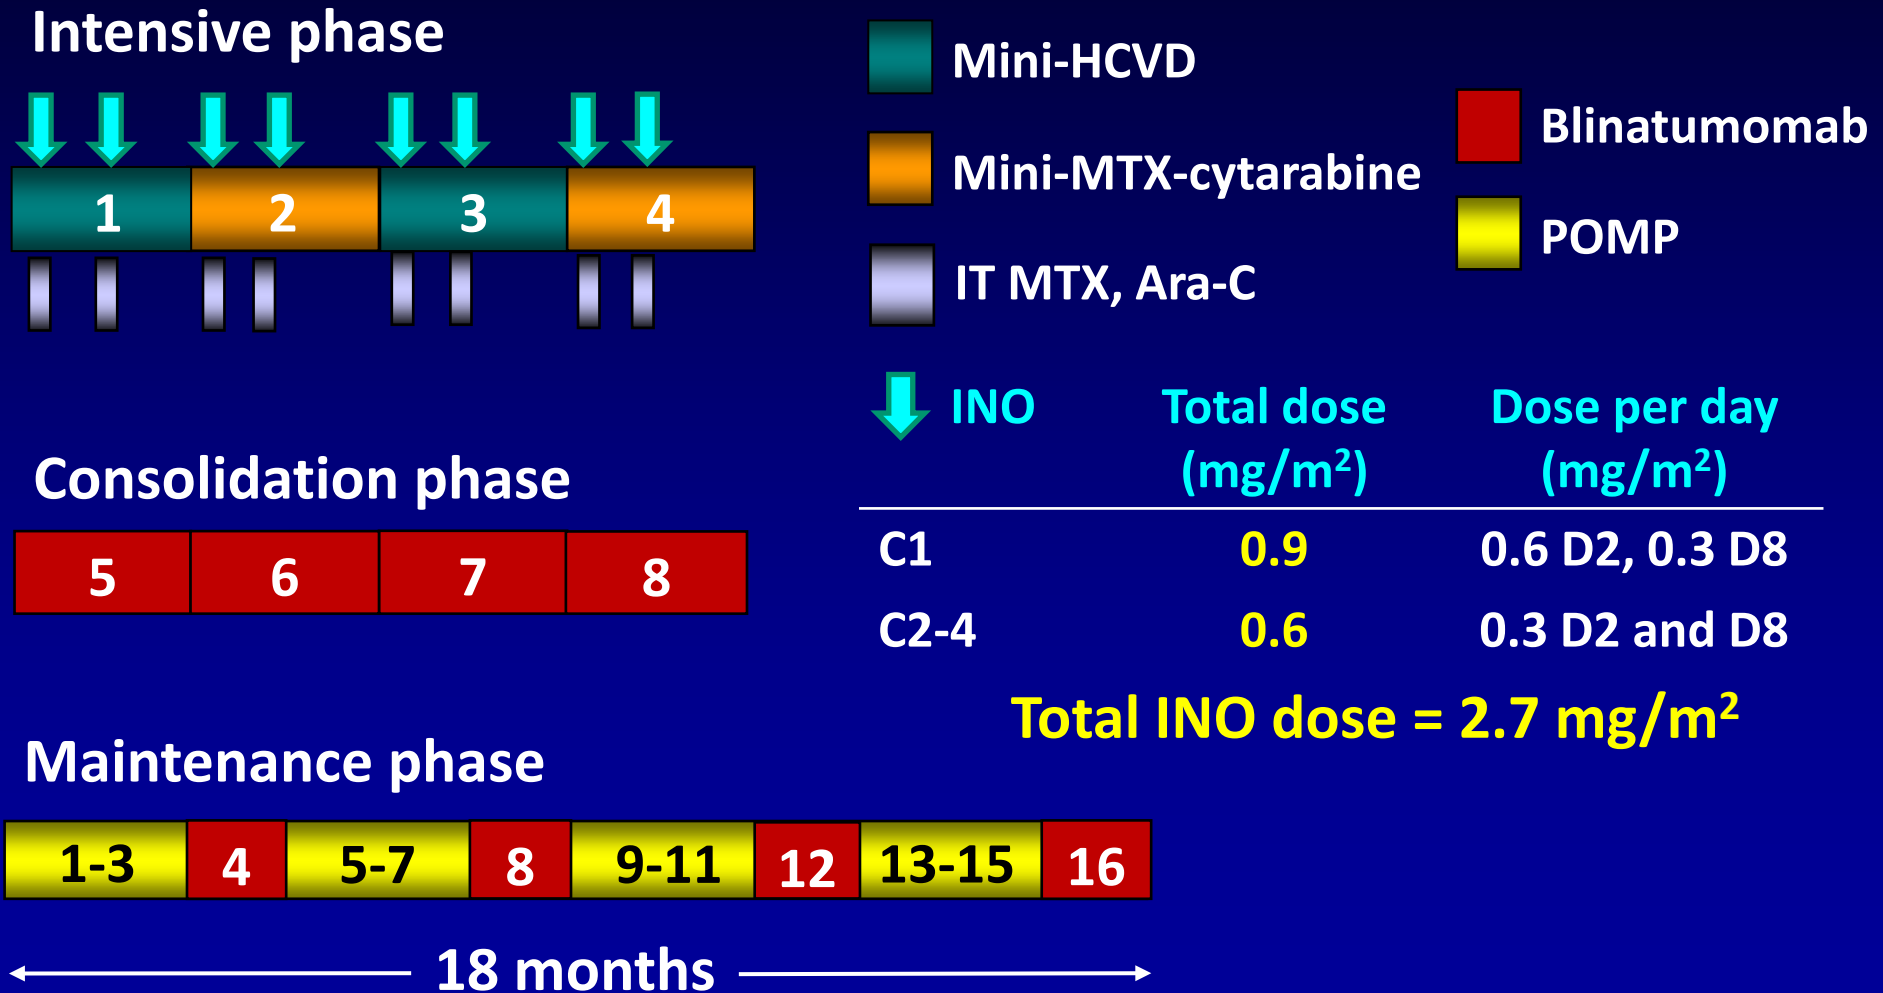 Intensive phase
1 2 3 4
Mini-HCVD
Mini-MTX-cytarabine
IT MTX, Ara-C
Blinatumomab
POMP
INO Total dose (mg/m²) Dose per day (mg/m²)
C1 0.9 0.6 D2, 0.3 D8
C2-4 0.6 0.3 D2 and D8
Total INO dose = 2.7 mg/m²
Consolidation phase
5 6 7 8
Maintenance phase
1-3 4 5-7 8 9-11 12 13-15 16
18 months